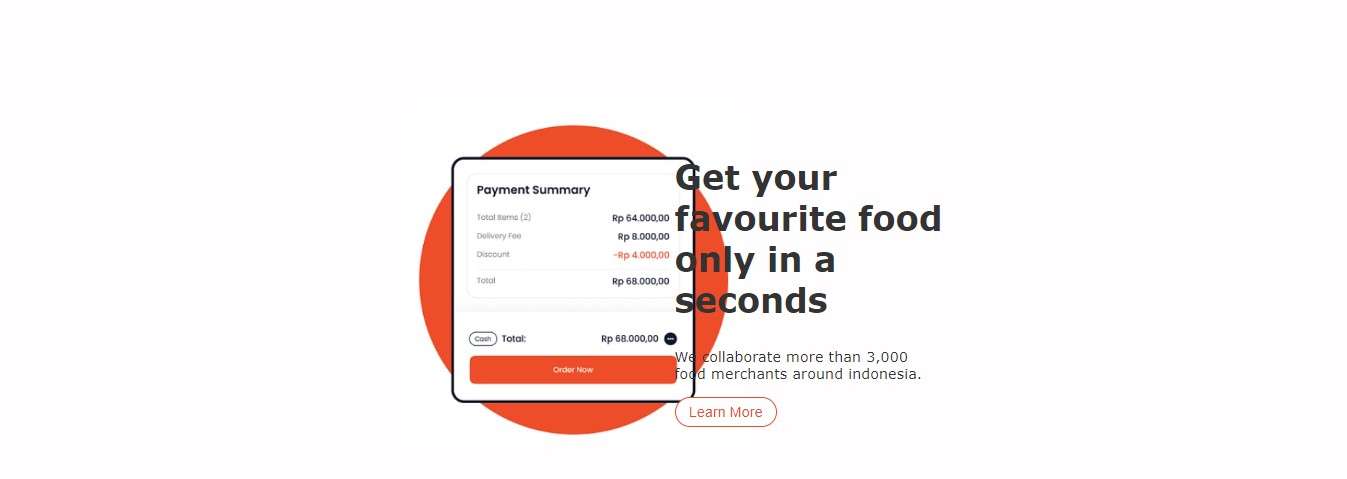 Payment Summary
Total Items (2) Rp 64.000,00
Delivery Fee Rp 8.000,00
Discount -Rp 4.000,00
Total Rp 68.000,00
Cash Total: Rp 68.000,00
Order Now
Get your
favourite food
only in a
seconds
We collaborate more than 3,000
food merchants around indonesia.
Learn More